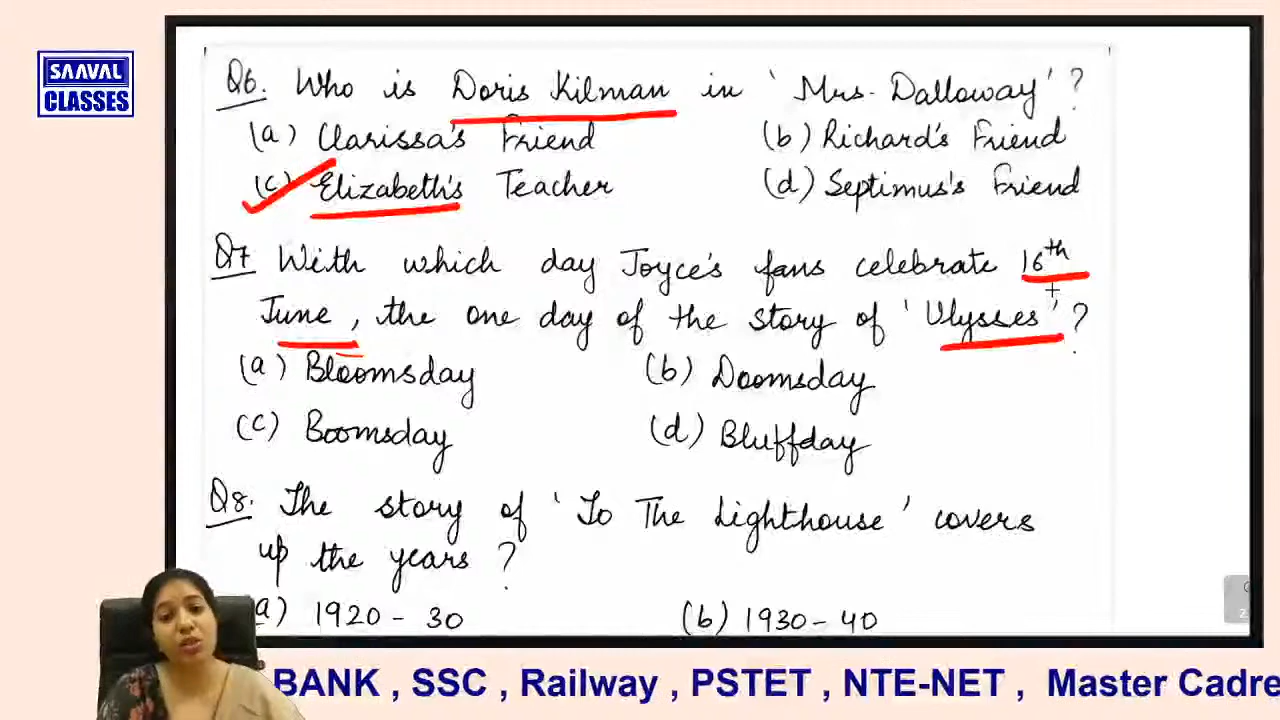 SAAVAL
CLASSES
Q6. Who is Doris Kilman in 'Mrs. Dalloway'?
(a) Clarissa's Friend (b) Richard's Friend
(c) Elizabeth's Teacher (d) Septimus's Friend
Q7 With which day Joyce's fans celebrate 16th
June, the one day of the story of 'Ulysses'?
(a) Bloomsday (b) Doomsday
(c) Boomsday (d) Bluffday
Q8. The story of 'To The Lighthouse' covers
up the years?
a) 1920 - 30 (b) 1930 - 40
BANK , SSC , Railway , PSTET , NTE-NET , Master Cadre